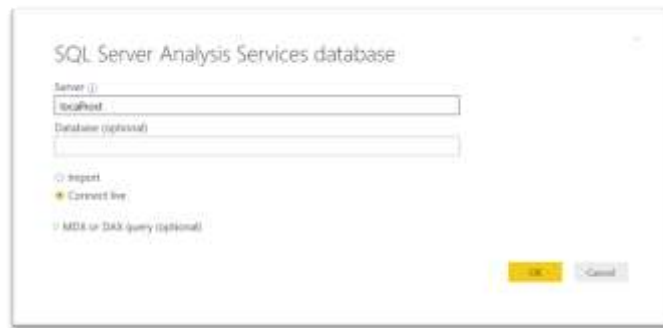 SQL Server Analysis Services database
Server
localhost
Database (optional)
Import
Connect live
MDX or DAX query (optional)
OK
Cancel